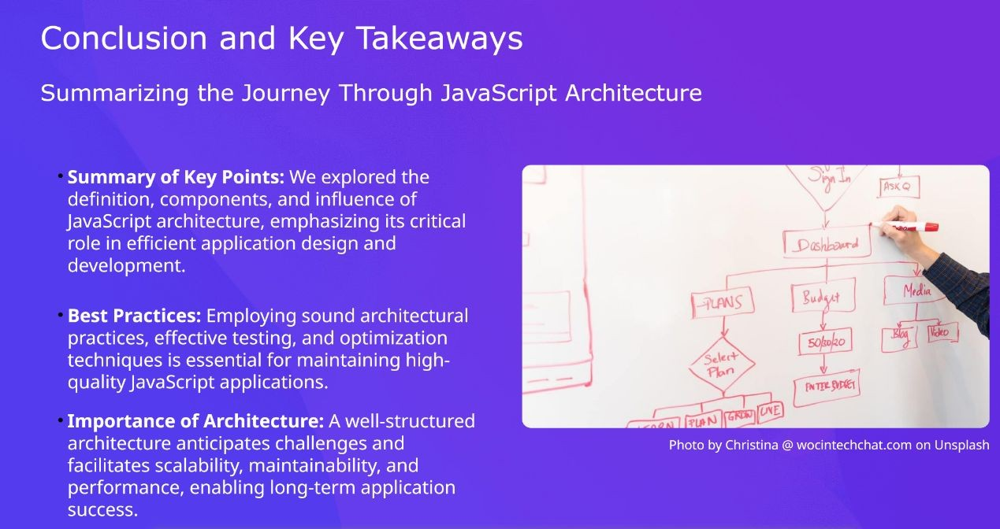 Conclusion and Key Takeaways
Summarizing the Journey Through JavaScript Architecture
• Summary of Key Points: We explored the
definition, components, and influence of
JavaScript architecture, emphasizing its critical
role in efficient application design and
development.
• Best Practices: Employing sound architectural
practices, effective testing, and optimization
techniques is essential for maintaining high-
quality JavaScript applications.
• Importance of Architecture: A well-structured
architecture anticipates challenges and
facilitates scalability, maintainability, and
performance, enabling long-term application
success.
Sign In
ASK Q
Dashboard
PLANS
Budget
Media
50/30/20
Blog
Video
Select
Plan
ENTER BUDGET
LEARN
PLAN
GROW
LIVE
Photo by Christina @ wocintechchat.com on Unsplash